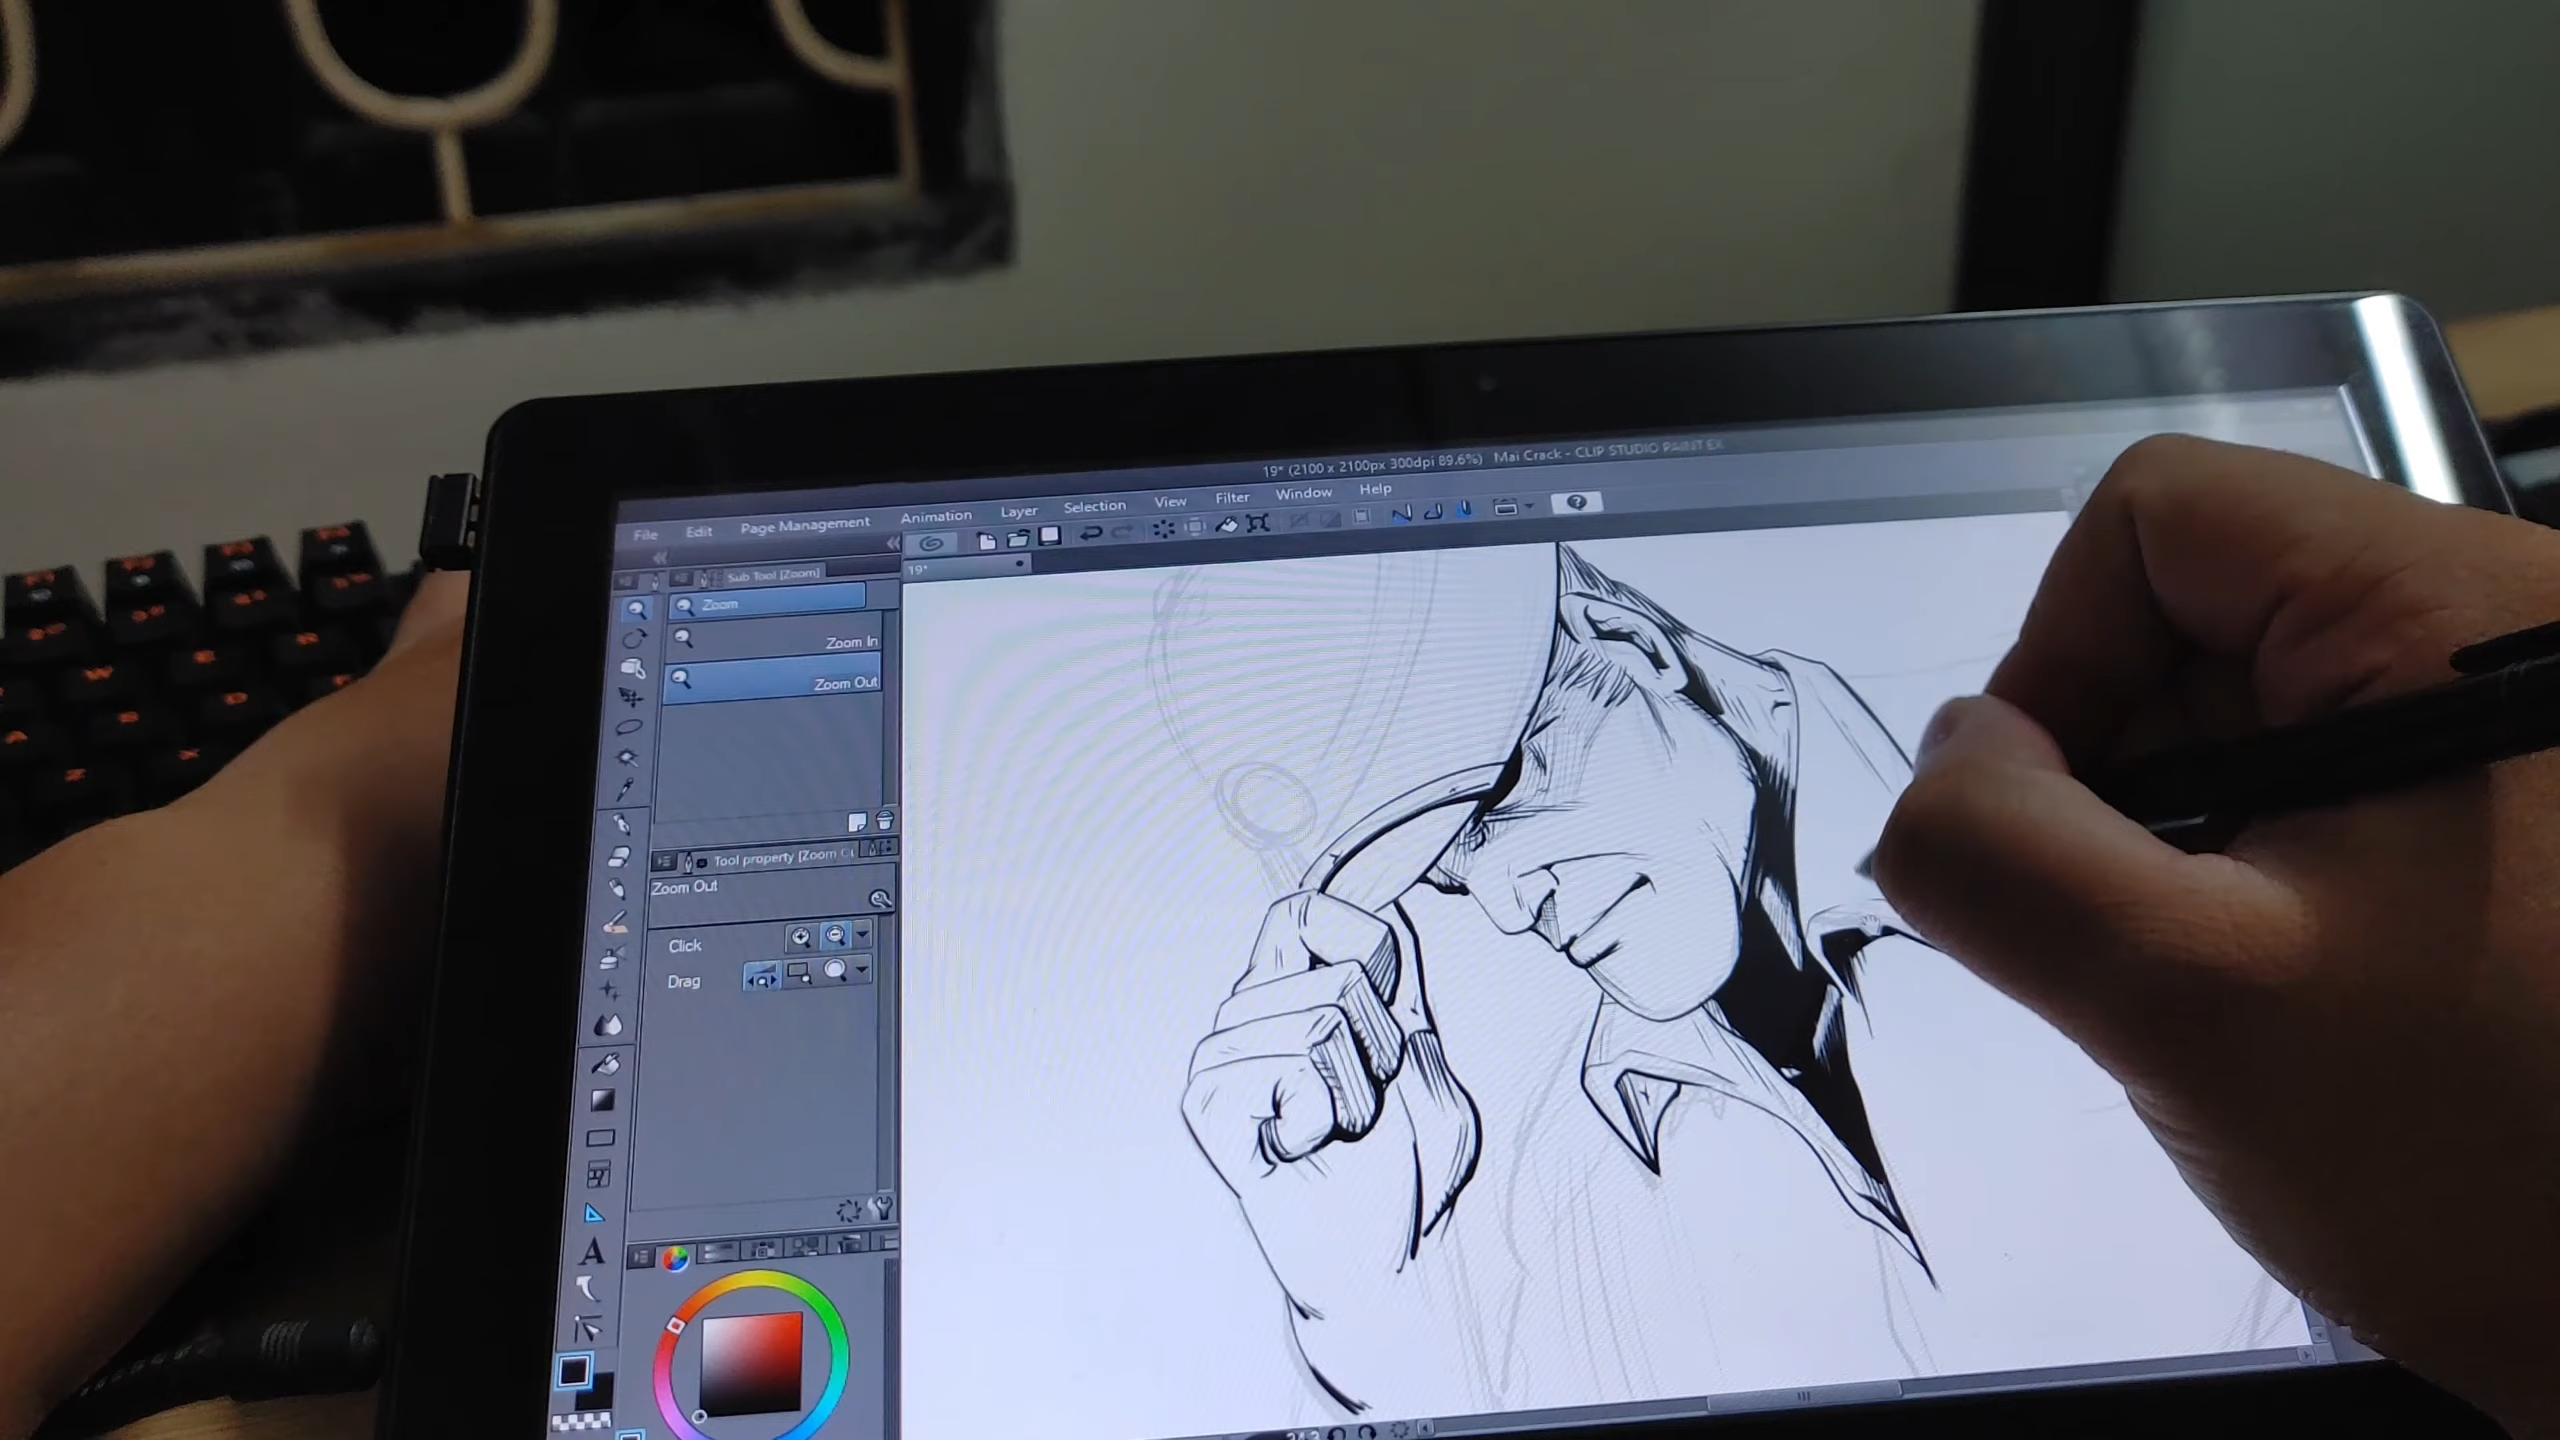 19* (2100 x 2100px 300dpi 89.6%) Mai Crack - CLIP STUDIO PAINT EX
File Edit Page Management Animation Layer Selection View Filter Window Help
19*
Sub Tool [Zoom]
Zoom
Zoom In
Zoom Out
Tool property [Zoom
Zoom Out
Click
Drag
A
W
E
A
S
D
Z
X